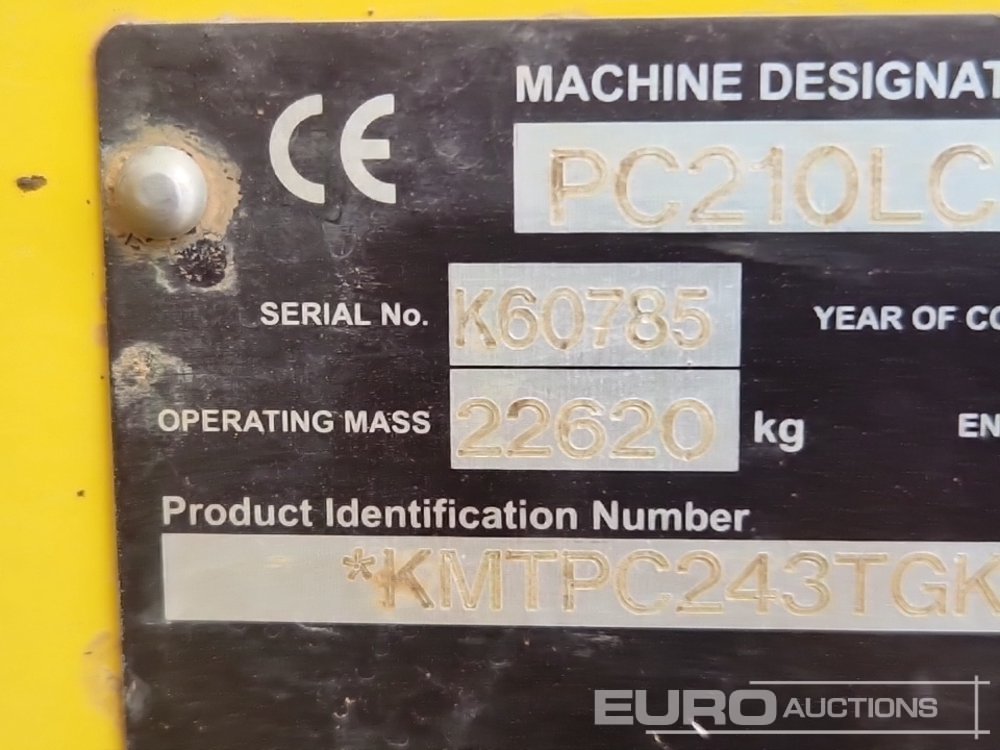 CE
MACHINE DESIGNAT
PC210LC
SERIAL No. K60785 YEAR OF CO
OPERATING MASS 22620 kg EN
Product Identification Number
*KMTPC243TGK
EURO AUCTIONS